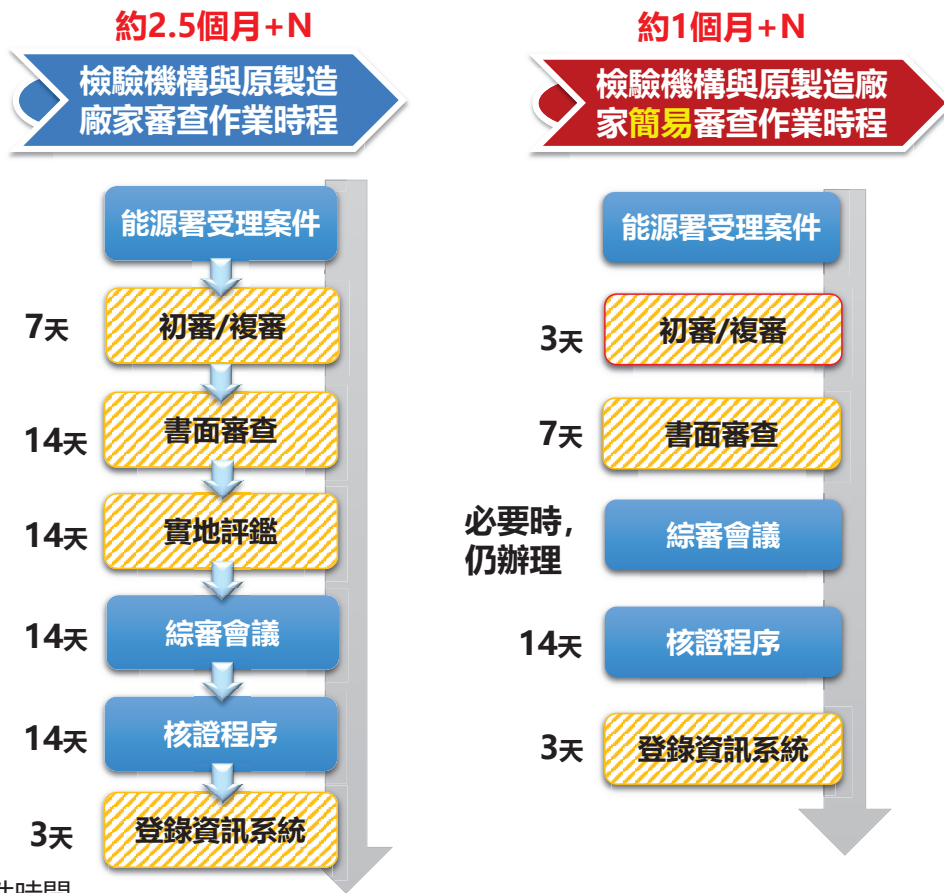 約2.5個月+N
檢驗機構與原製造
廠家審查作業時程
能源署受理案件
7天
初審/複審
14天
書面審查
14天
實地評鑑
14天
綜審會議
14天
核證程序
3天
登錄資訊系統
約1個月+N
檢驗機構與原製造廠
家簡易審查作業時程
能源署受理案件
3天
初審/複審
7天
書面審查
必要時,
仍辦理
綜審會議
14天
核證程序
3天
登錄資訊系統
時間